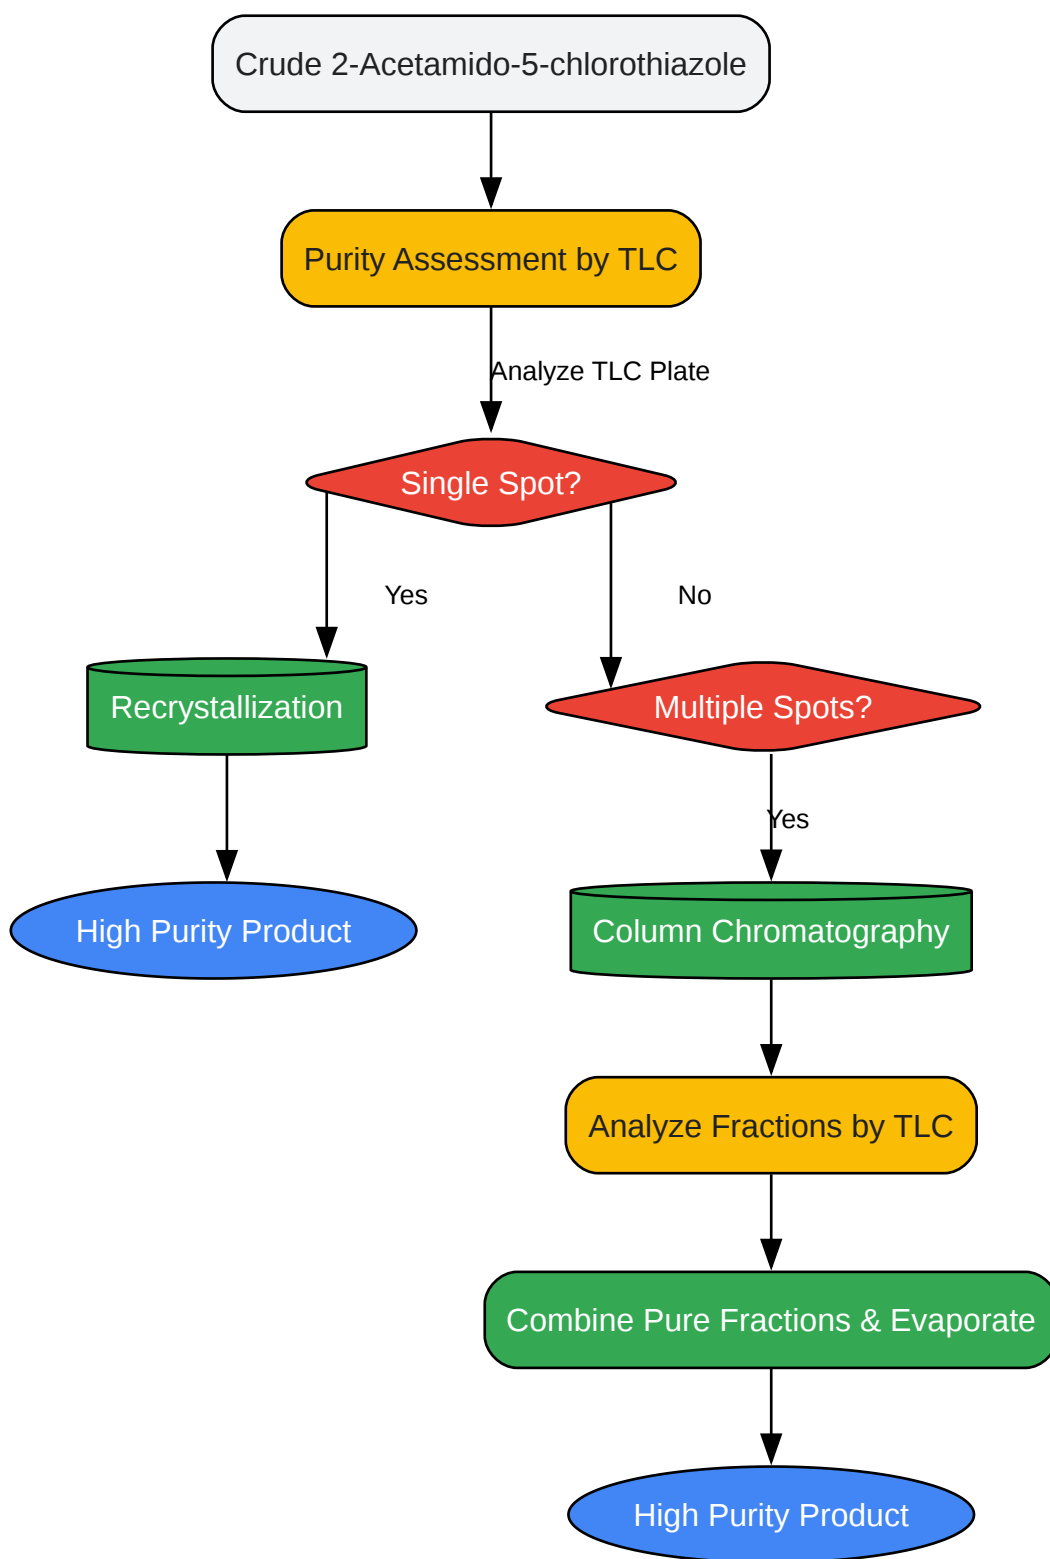 Crude 2-Acetamido-5-chlorothiazole
Purity Assessment by TLC
Analyze TLC Plate
Single Spot?
Yes
No
Recrystallization
Multiple Spots?
Yes
High Purity Product
Column Chromatography
Analyze Fractions by TLC
Combine Pure Fractions & Evaporate
High Purity Product